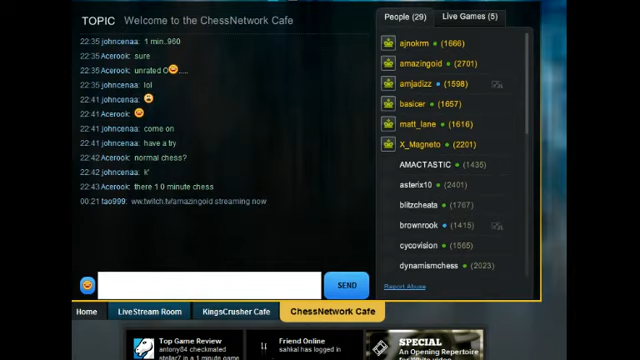 TOPIC Welcome to the ChessNetwork Cafe
People (29) Live Games (5)
22:35 johncenaa: 1 min..960
22:35 Acerook: sure
22:35 Acerook: unrated O.....
22:35 johncenaa: lol
22:41 johncenaa:
22:41 Acerook:
22:41 johncenaa: come on
22:41 johncenaa: have a try
22:42 Acerook: normal chess?
22:42 johncenaa: k'
22:43 Acerook: there 1 0 minute chess
00:21 tao999: ww.twitch.tv/amazingoid streaming now
ajnokrm (1666)
amazingoid (2701)
amjadizz (1598)
basicer (1657)
matt_lane (1616)
X_Magneto (2201)
AMACTASTIC (1435)
asterix10 (2401)
blitzcheata (1767)
brownrook (1415)
cycovision (1565)
dynamismchess (2023)
SEND
Report Abuse
Home LiveStream Room KingsCrusher Cafe ChessNetwork Cafe
Top Game Review
antony64 checkmated
stellar7 in a 1 minute game
Friend Online
sahkal has logged in
SPECIAL
An Opening Repertoire
for White video